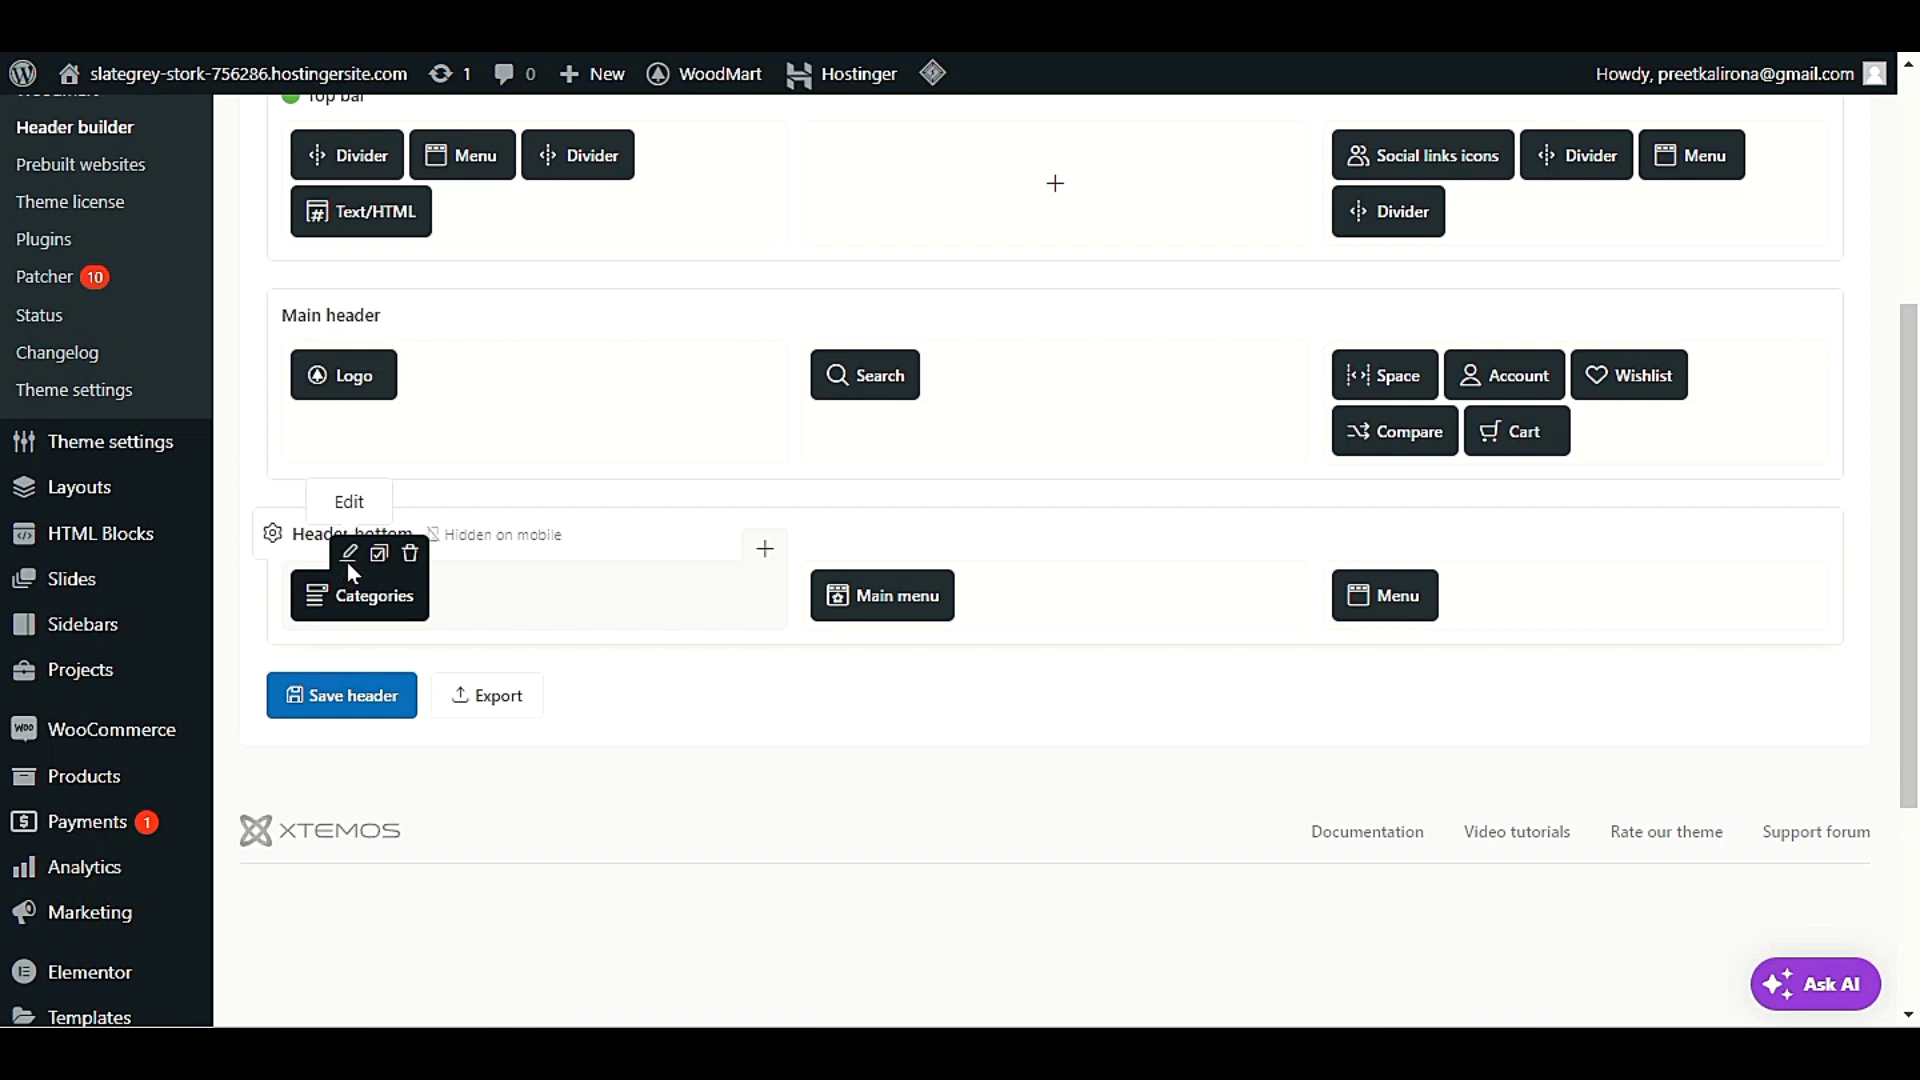 slategrey-stork-756286.hostingersite.com 1 0 New WoodMart Hostinger Howdy, preetkalirona@gmail.com
Header builder
Prebuilt websites
Theme license
Plugins
Patcher 10
Status
Changelog
Theme settings
Theme settings
Layouts
HTML Blocks
Slides
Sidebars
Projects
WooCommerce
Products
Payments 1
Analytics
Marketing
Elementor
Templates
Top bar
Divider Menu Divider
Text/HTML
Social links icons Divider Menu
Divider
Main header
Logo
Search
Space Account Wishlist
Compare Cart
Edit
Header bottom Hidden on mobile
Categories
Main menu
Menu
Save header Export
XTEMOS
Documentation Video tutorials Rate our theme Support forum
Ask AI